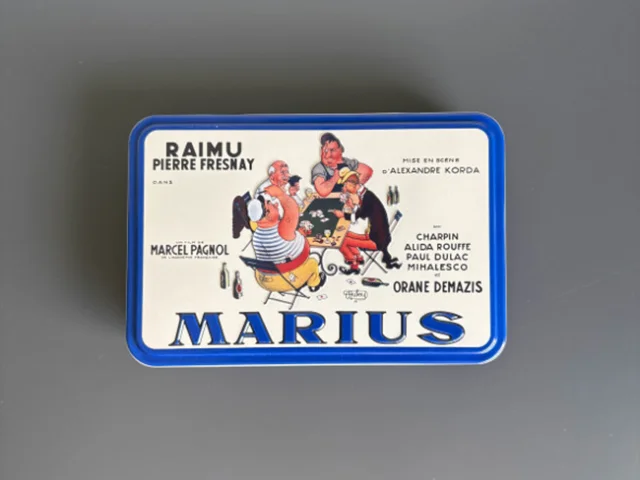 RAIMU
PIERRE FRESNAY
DANS
UN FILM DE
MARCEL PAGNOL
DE L'ACADÉMIE FRANÇAISE
MISE EN SCÈNE
D'ALEXANDRE KORDA
CHARPIN
ALIDA ROUFFE
PAUL DULAC
MIHALESCO
et
ORANE DEMAZIS
MARIUS